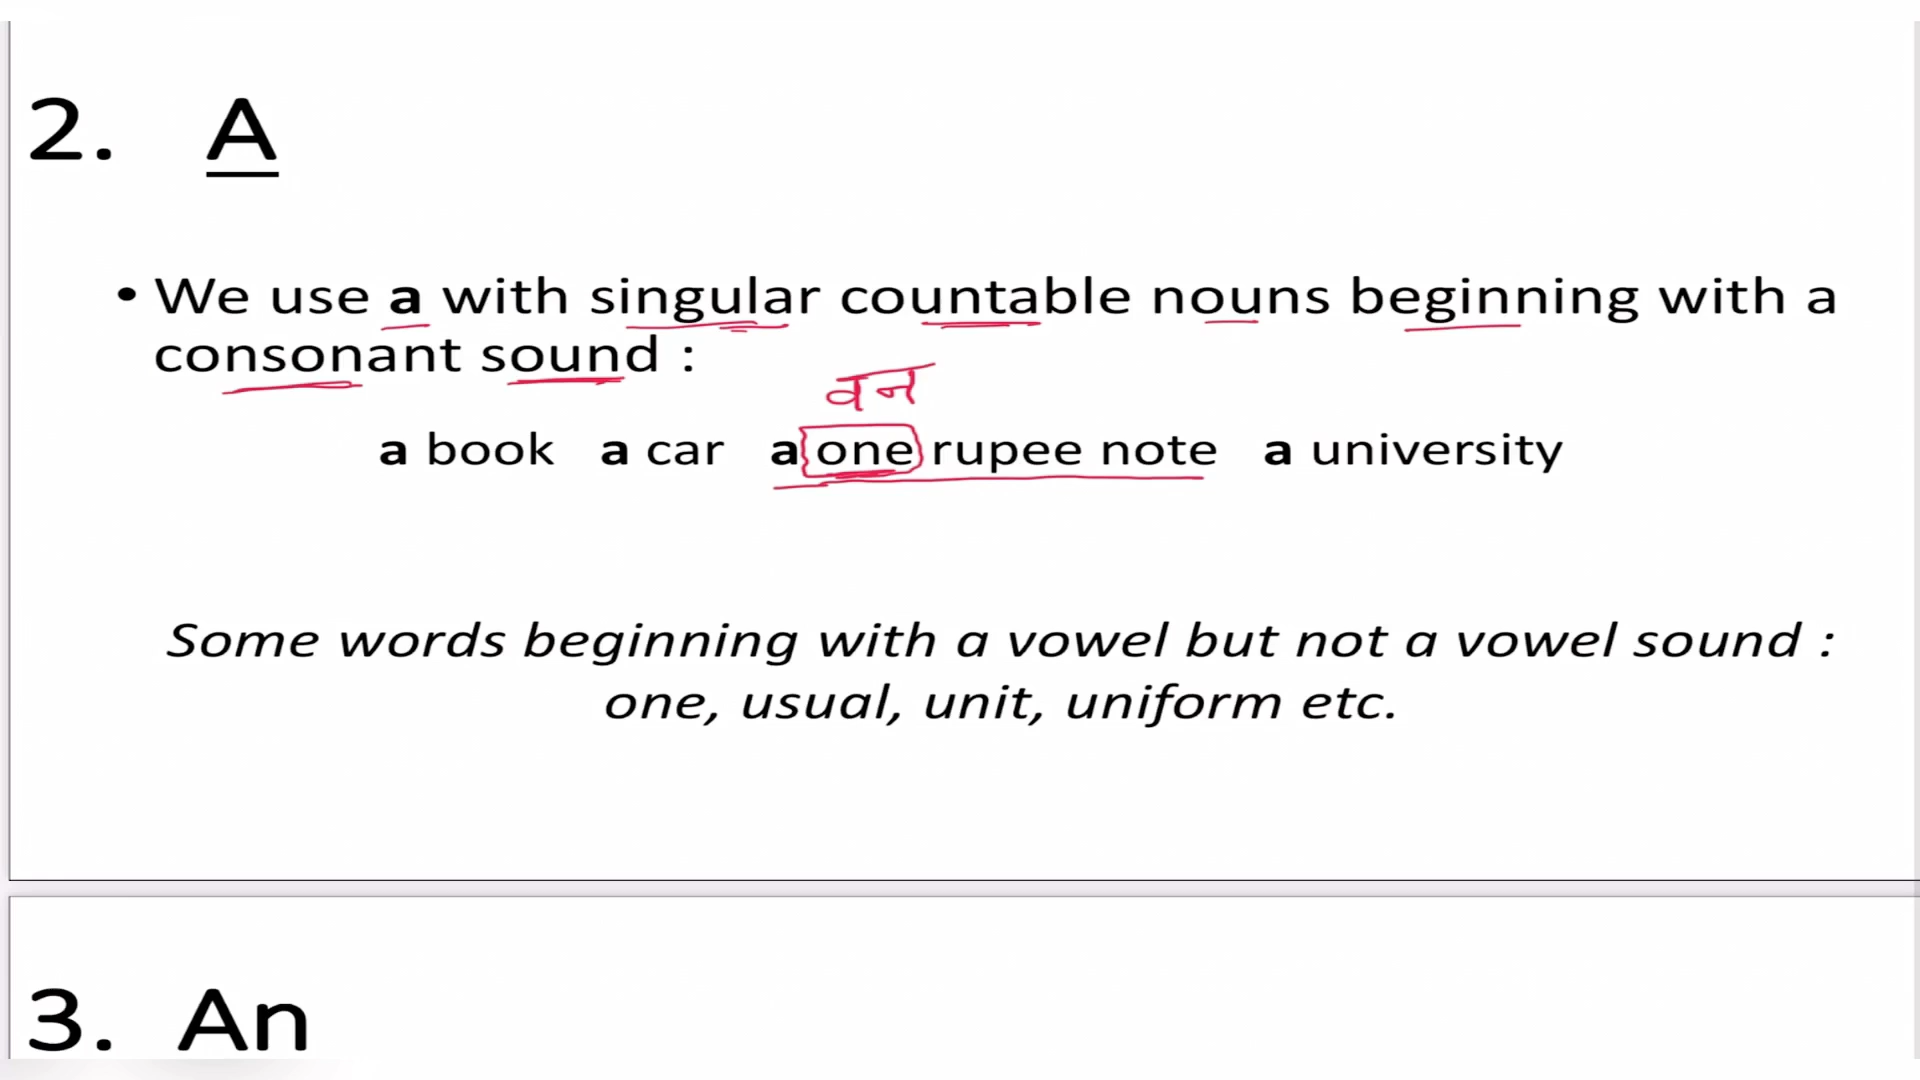 2. A
• We use a with singular countable nouns beginning with a
consonant sound :
वन
a book a car a one rupee note a university
Some words beginning with a vowel but not a vowel sound :
one, usual, unit, uniform etc.
3. An